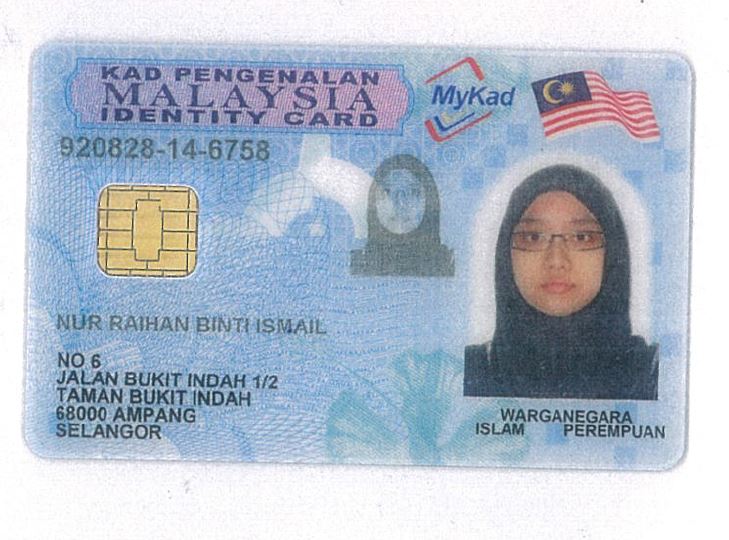 KAD PENGENALAN
MALAYSIA
IDENTITY CARD
MyKad
920828-14-6758
NUR RAIHAN BINTI ISMAIL
NO 6
JALAN BUKIT INDAH 1/2
TAMAN BUKIT INDAH
68000 AMPANG
SELANGOR
WARGANEGARA
ISLAM PEREMPUAN